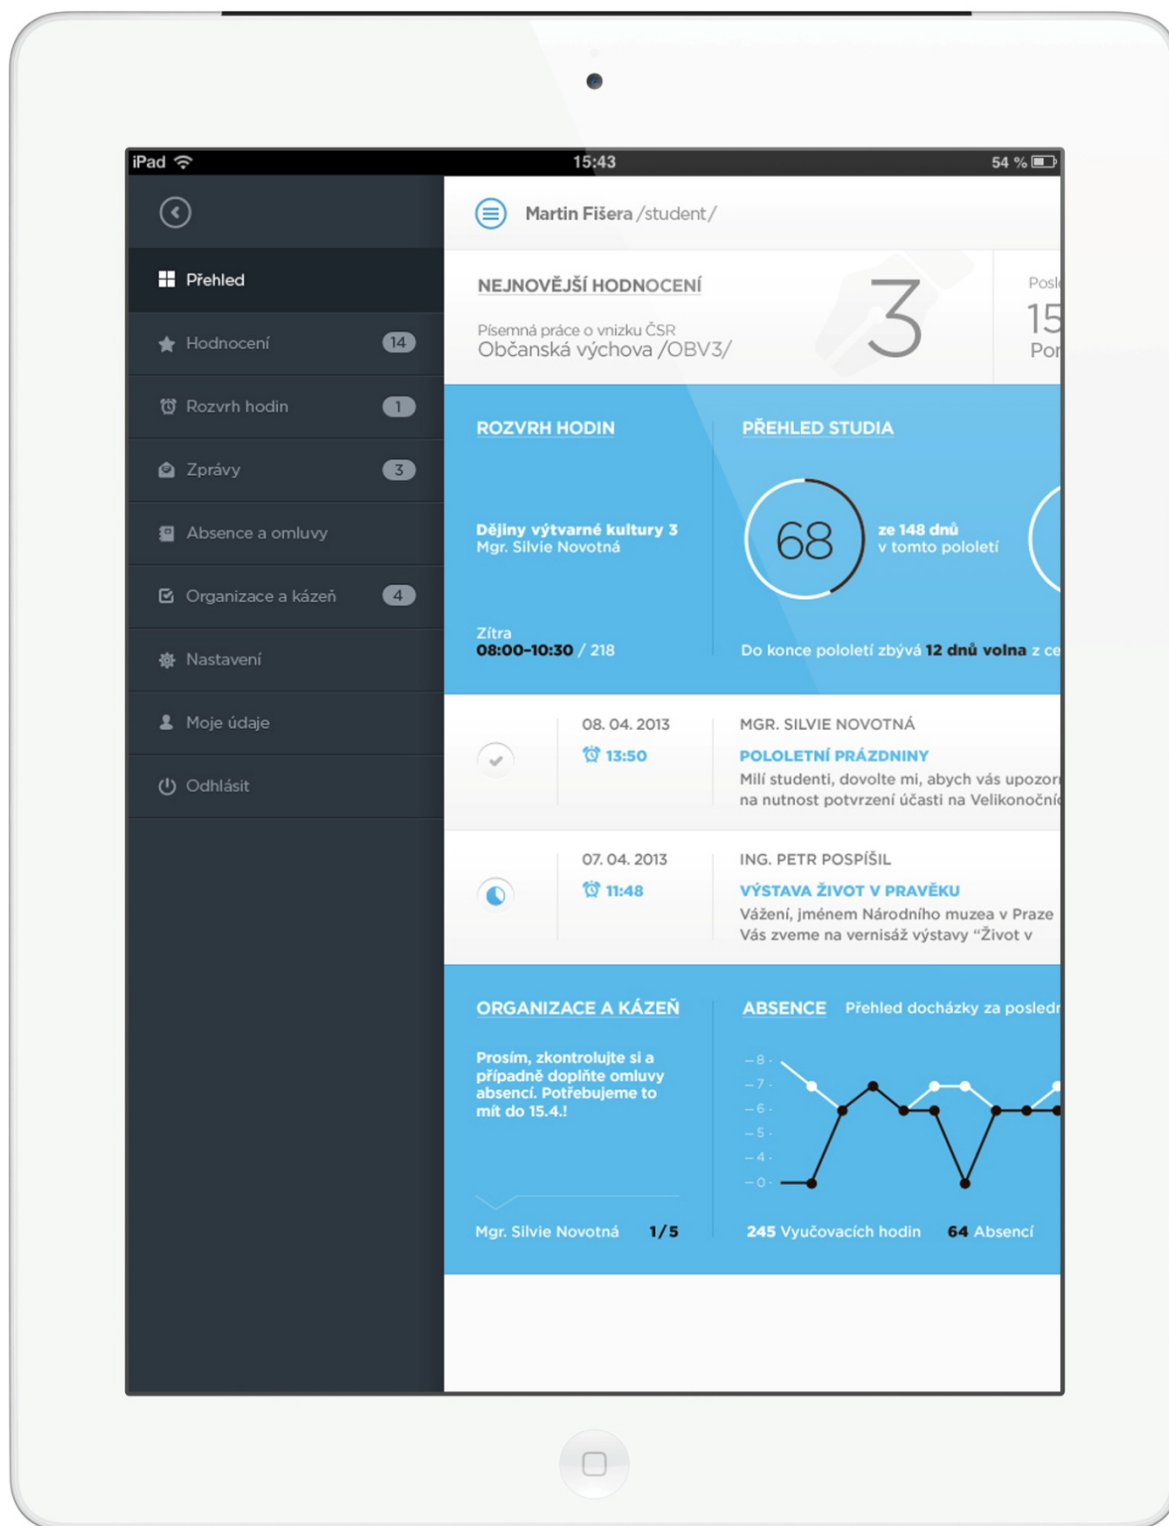 iPad 15:43 54 %
Přehled
Hodnocení 14
Rozvrh hodin 1
Zprávy 3
Absence a omluvy
Organizace a kázeň 4
Nastavení
Moje údaje
Odhlásit
Martin Fišera /student/
NEJNOVĚJŠÍ HODNOCENÍ
Písemná práce o vnizku ČSR
Občanská výchova /OBV3/
3
15
ROZVRH HODIN
Dějiny výtvarné kultury 3
Mgr. Silvie Novotná
Zítra
08:00–10:30 / 218
PŘEHLED STUDIA
68
ze 148 dnů
v tomto pololetí
Do konce pololetí zbývá 12 dnů volna z
08. 04. 2013
13:50
MGR. SILVIE NOVOTNÁ
POLOLETNÍ PRÁZDNINY
Milí studenti, dovolte mi, abych vás
na nutnost potvrzení účasti na
07. 04. 2013
11:48
ING. PETR POSPÍŠIL
VÝSTAVA ŽIVOT V PRAVĚKU
Vážení, jménem Národního muzea v Praze
Vás zveme na vernisáž výstavy “Život v
ORGANIZACE A KÁZEŇ
Prosím, zkontrolujte si a
případně doplňte omluvy
absencí. Potřebujeme to
mít do 15.4.!
Mgr. Silvie Novotná 1/5
ABSENCE Přehled docházky za
8
7
6
5
4
0
245 Vyučovacích hodin 64 Absencí